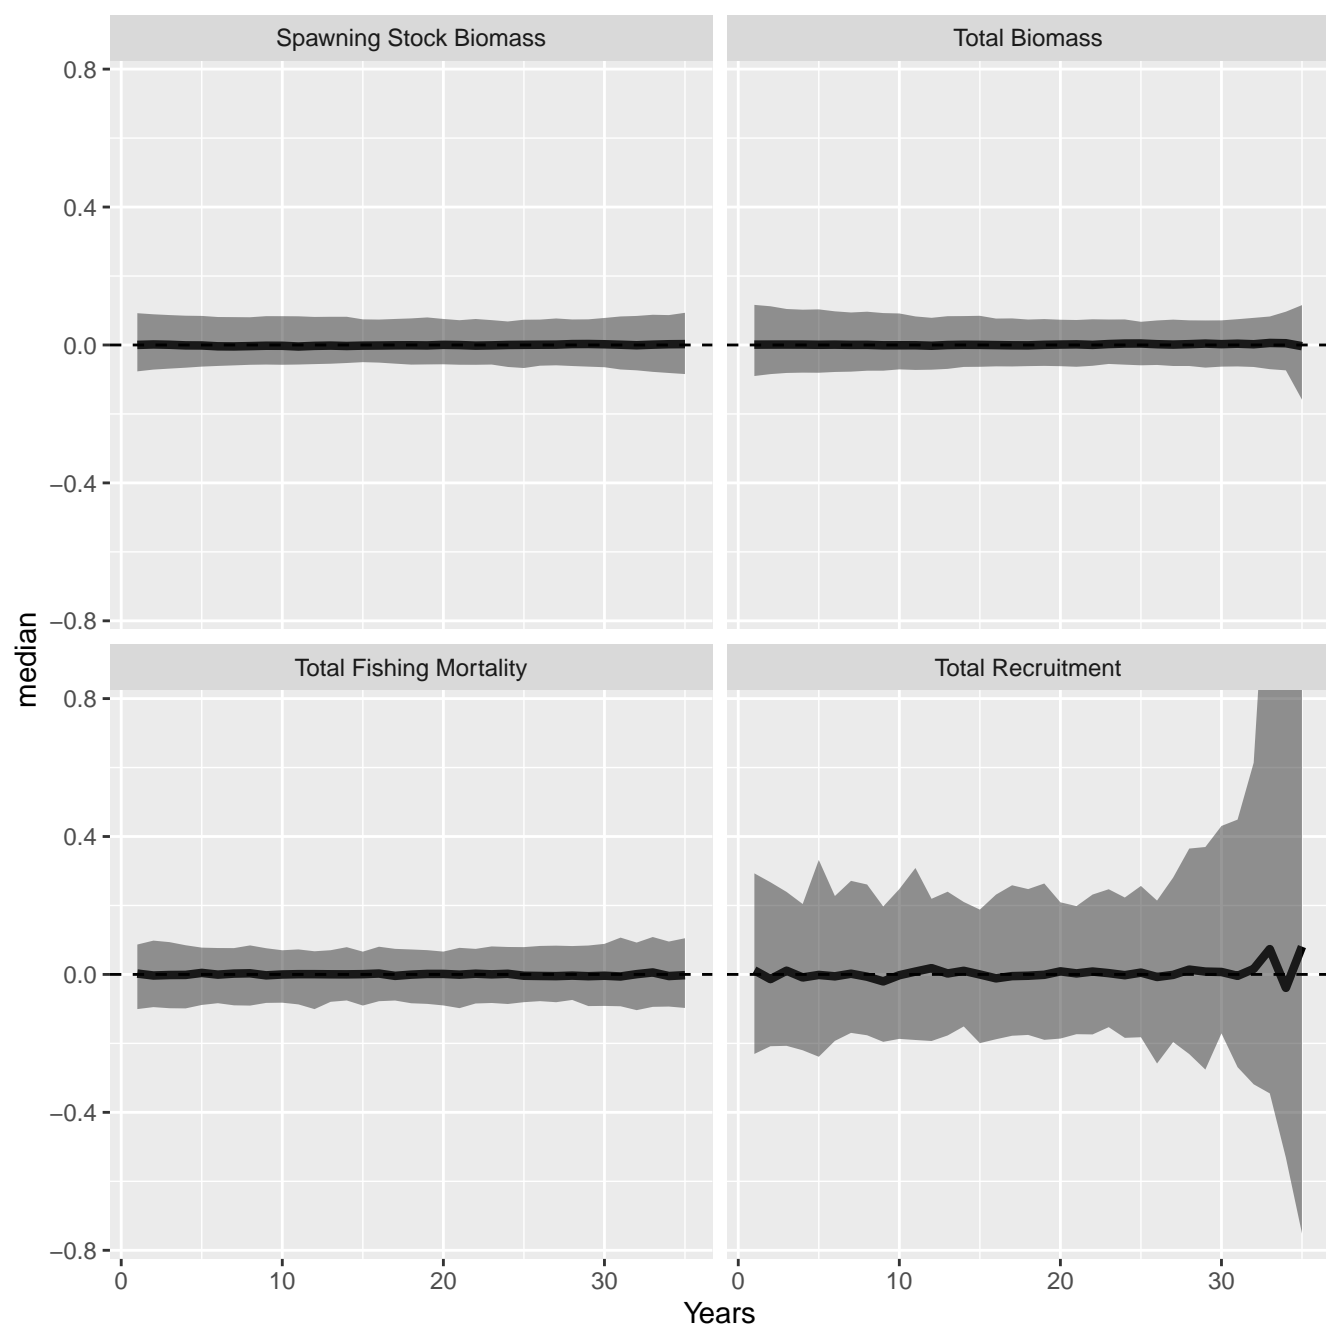 Spawning Stock Biomass
Total Biomass
0.8
0.4
0.0
−0.4
−0.8
median
Total Fishing Mortality
Total Recruitment
0.8
0.4
0.0
−0.4
−0.8
0 10 20 30
0 10 20 30
Years